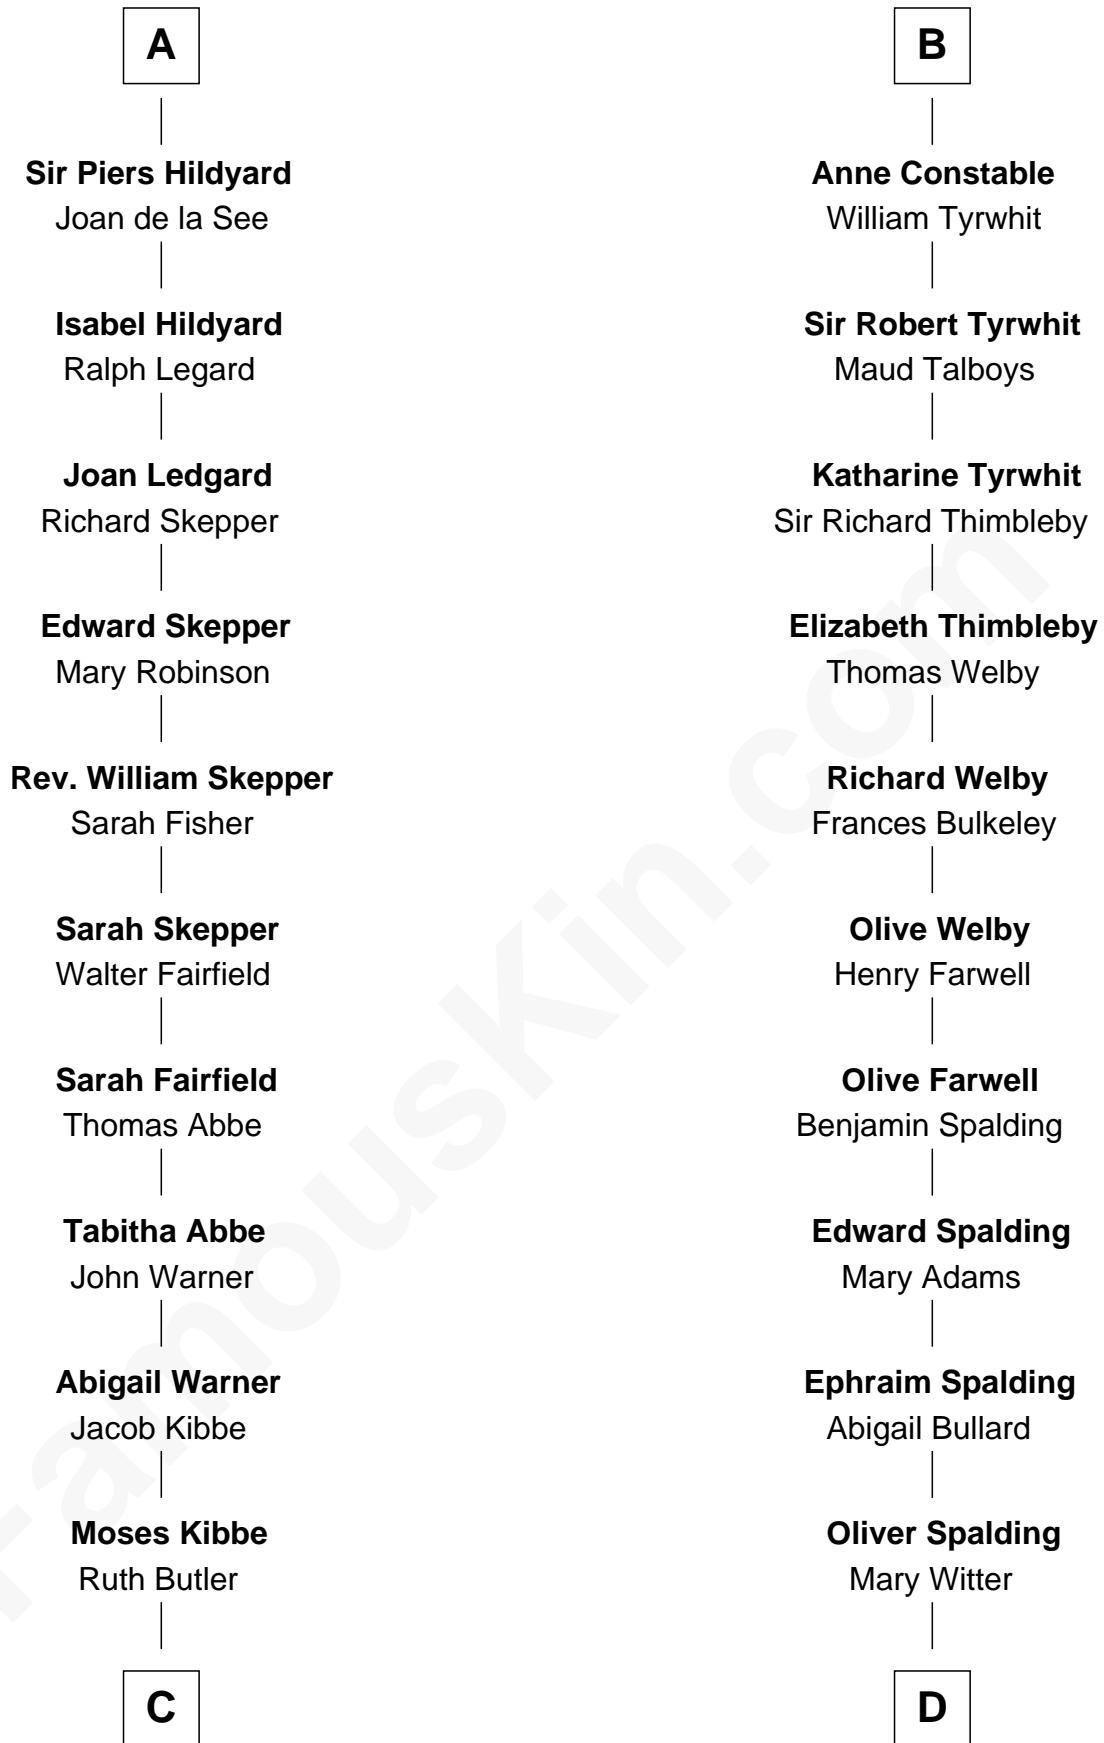 A
Sir Piers Hildyard
Joan de la See
Isabel Hildyard
Ralph Legard
Joan Ledgard
Richard Skepper
Edward Skepper
Mary Robinson
Rev. William Skepper
Sarah Fisher
Sarah Skepper
Walter Fairfield
Sarah Fairfield
Thomas Abbe
Tabitha Abbe
John Warner
Abigail Warner
Jacob Kibbe
Moses Kibbe
Ruth Butler
C
B
Anne Constable
William Tyrwhit
Sir Robert Tyrwhit
Maud Talboys
Katharine Tyrwhit
Sir Richard Thimbleby
Elizabeth Thimbleby
Thomas Welby
Richard Welby
Frances Bulkeley
Olive Welby
Henry Farwell
Olive Farwell
Benjamin Spalding
Edward Spalding
Mary Adams
Ephraim Spalding
Abigail Bullard
Oliver Spalding
Mary Witter
D
FamousKin.com